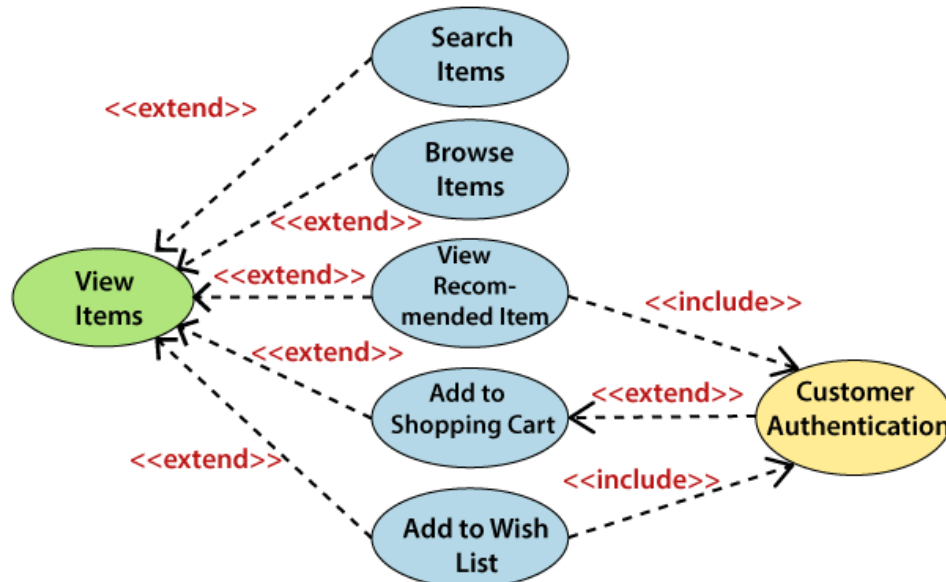 Search
Items
<<extend>>
Browse
Items
<<extend>>
View
Recom-
mended Item
<<extend>>
<<include>>
View
Items
<<extend>>
Add to
Shopping Cart
<<extend>>
Customer
Authentication
<<extend>>
<<include>>
Add to Wish
List